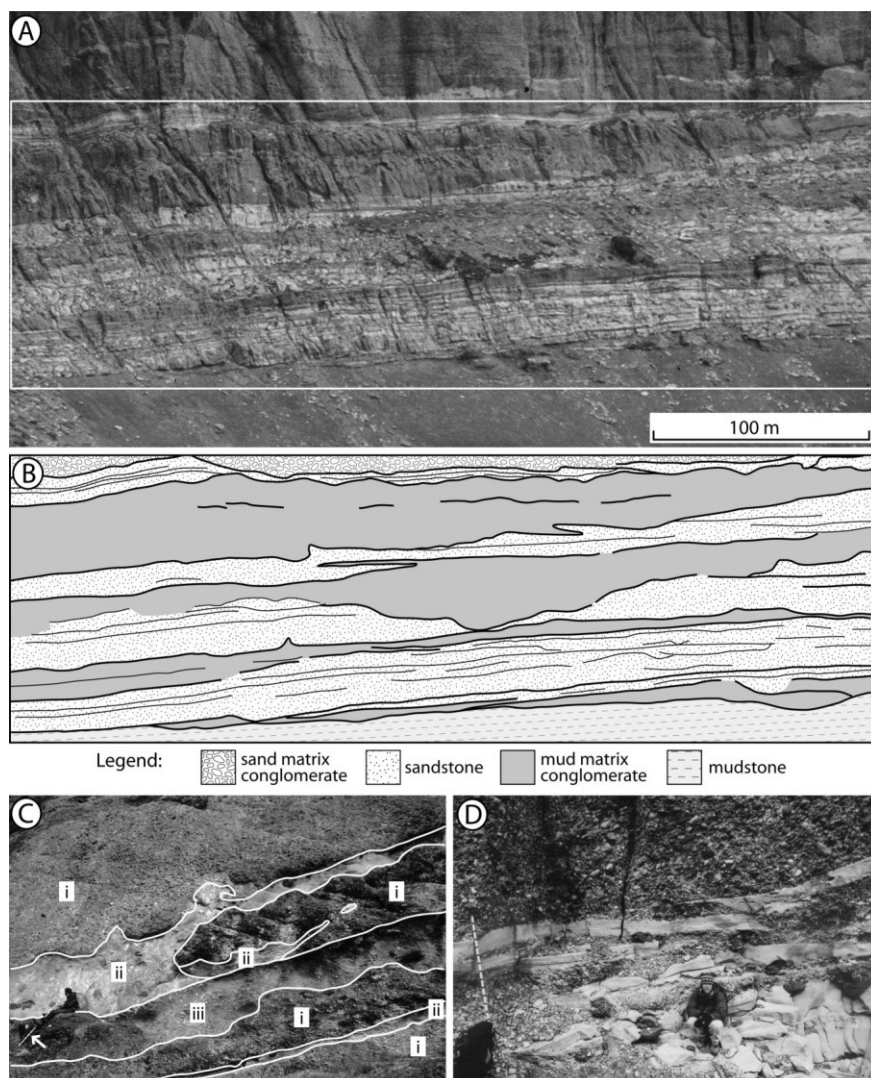 A
100 m
B
Legend:
sand matrix conglomerate
sandstone
mud matrix conglomerate
mudstone
C
i
i
ii
ii
iii
i
ii
i
D